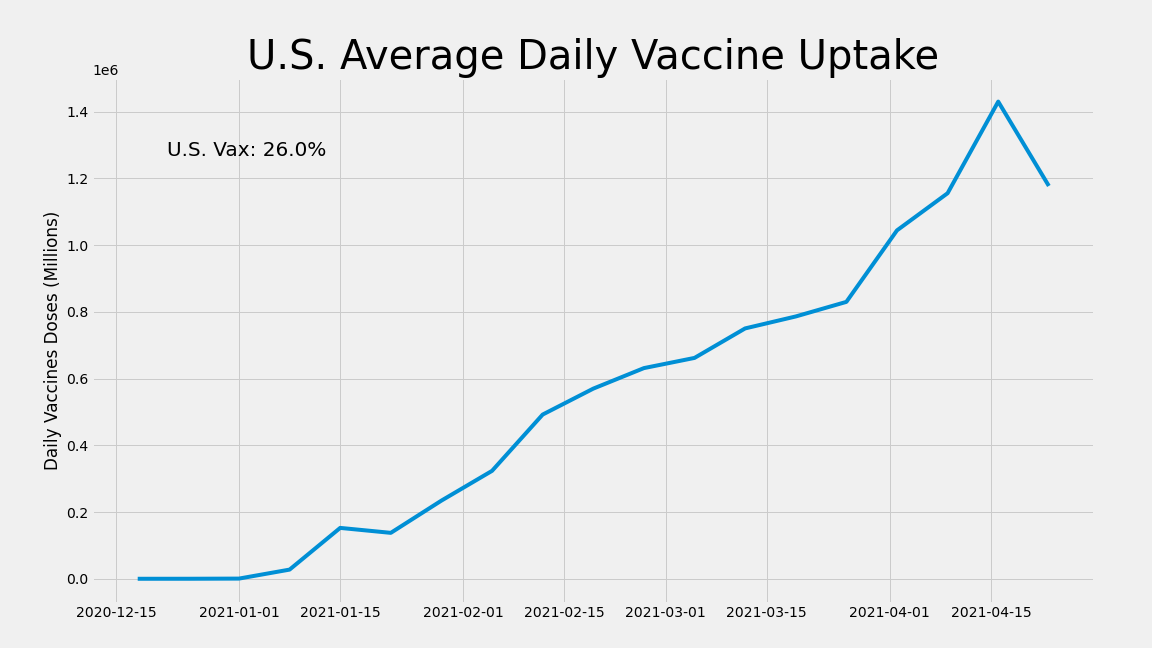 U.S. Average Daily Vaccine Uptake
1e6
1.4
U.S. Vax: 26.0%
1.2
Daily Vaccines Doses (Millions)
1.0
0.8
0.6
0.4
0.2
0.0
2020-12-15 2021-01-01 2021-01-15 2021-02-01 2021-02-15 2021-03-01 2021-03-15 2021-04-01 2021-04-15